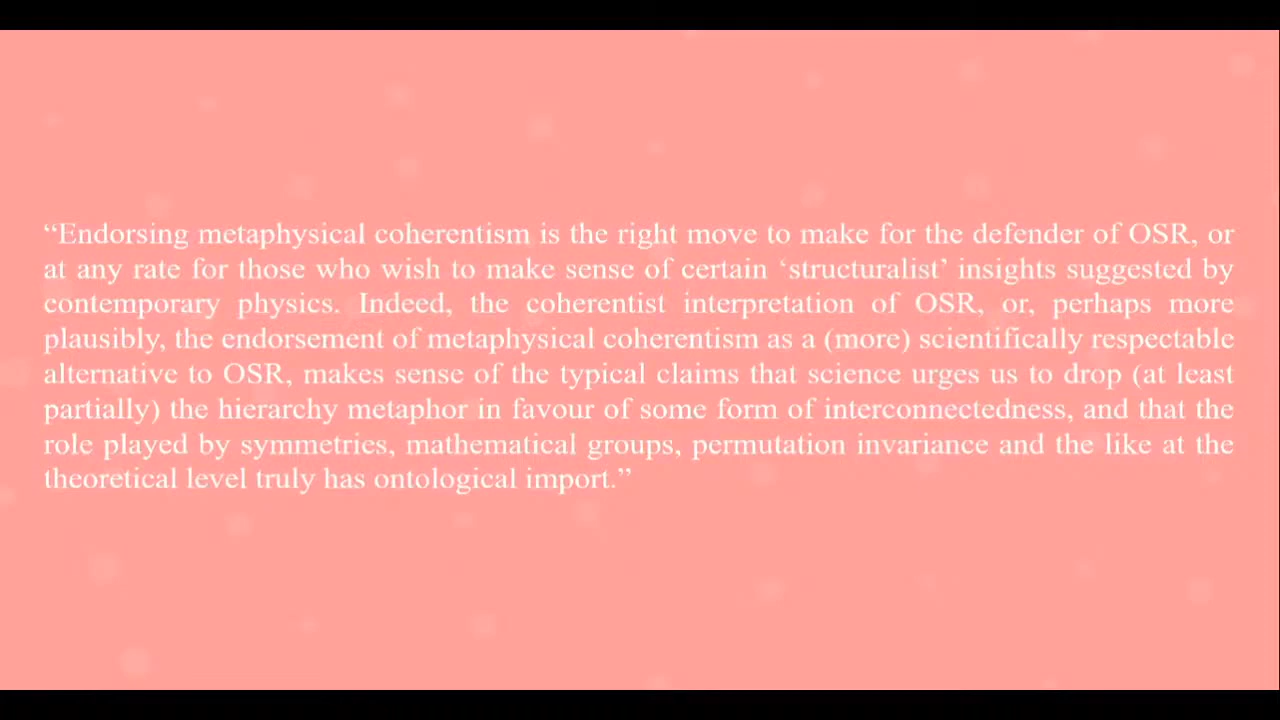 “Endorsing metaphysical coherentism is the right move to make for the defender of OSR, or
at any rate for those who wish to make sense of certain ‘structuralist’ insights suggested by
contemporary physics. Indeed, the coherentist interpretation of OSR, or, perhaps more
plausibly, the endorsement of metaphysical coherentism as a (more) scientifically respectable
alternative to OSR, makes sense of the typical claims that science urges us to drop (at least
partially) the hierarchy metaphor in favour of some form of interconnectedness, and that the
role played by symmetries, mathematical groups, permutation invariance and the like at the
theoretical level truly has ontological import.”